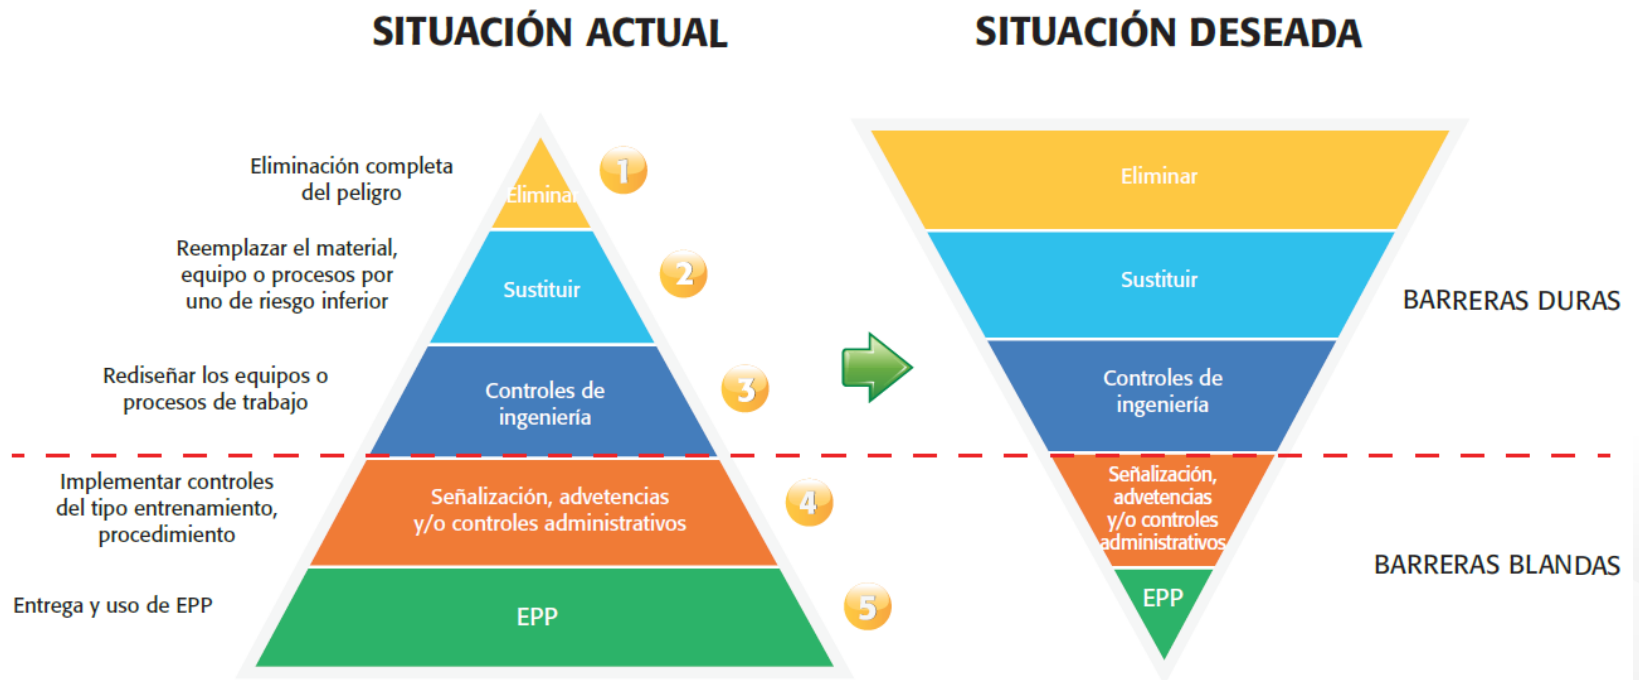 SITUACIÓN ACTUAL
SITUACIÓN DESEADA
Eliminación completa
del peligro
Eliminar
1
Reemplazar el material,
equipo o procesos por
uno de riesgo inferior
Sustituir
2
Rediseñar los equipos o
procesos de trabajo
Controles de
ingeniería
3
Implementar controles
del tipo entrenamiento,
procedimiento
Señalización, advetencias
y/o controles administrativos
4
Entrega y uso de EPP
EPP
5
Eliminar
Sustituir
Controles de
ingeniería
Señalización,
advetencias
y/o controles
administrativos
EPP
BARRERAS DURAS
BARRERAS BLANDAS